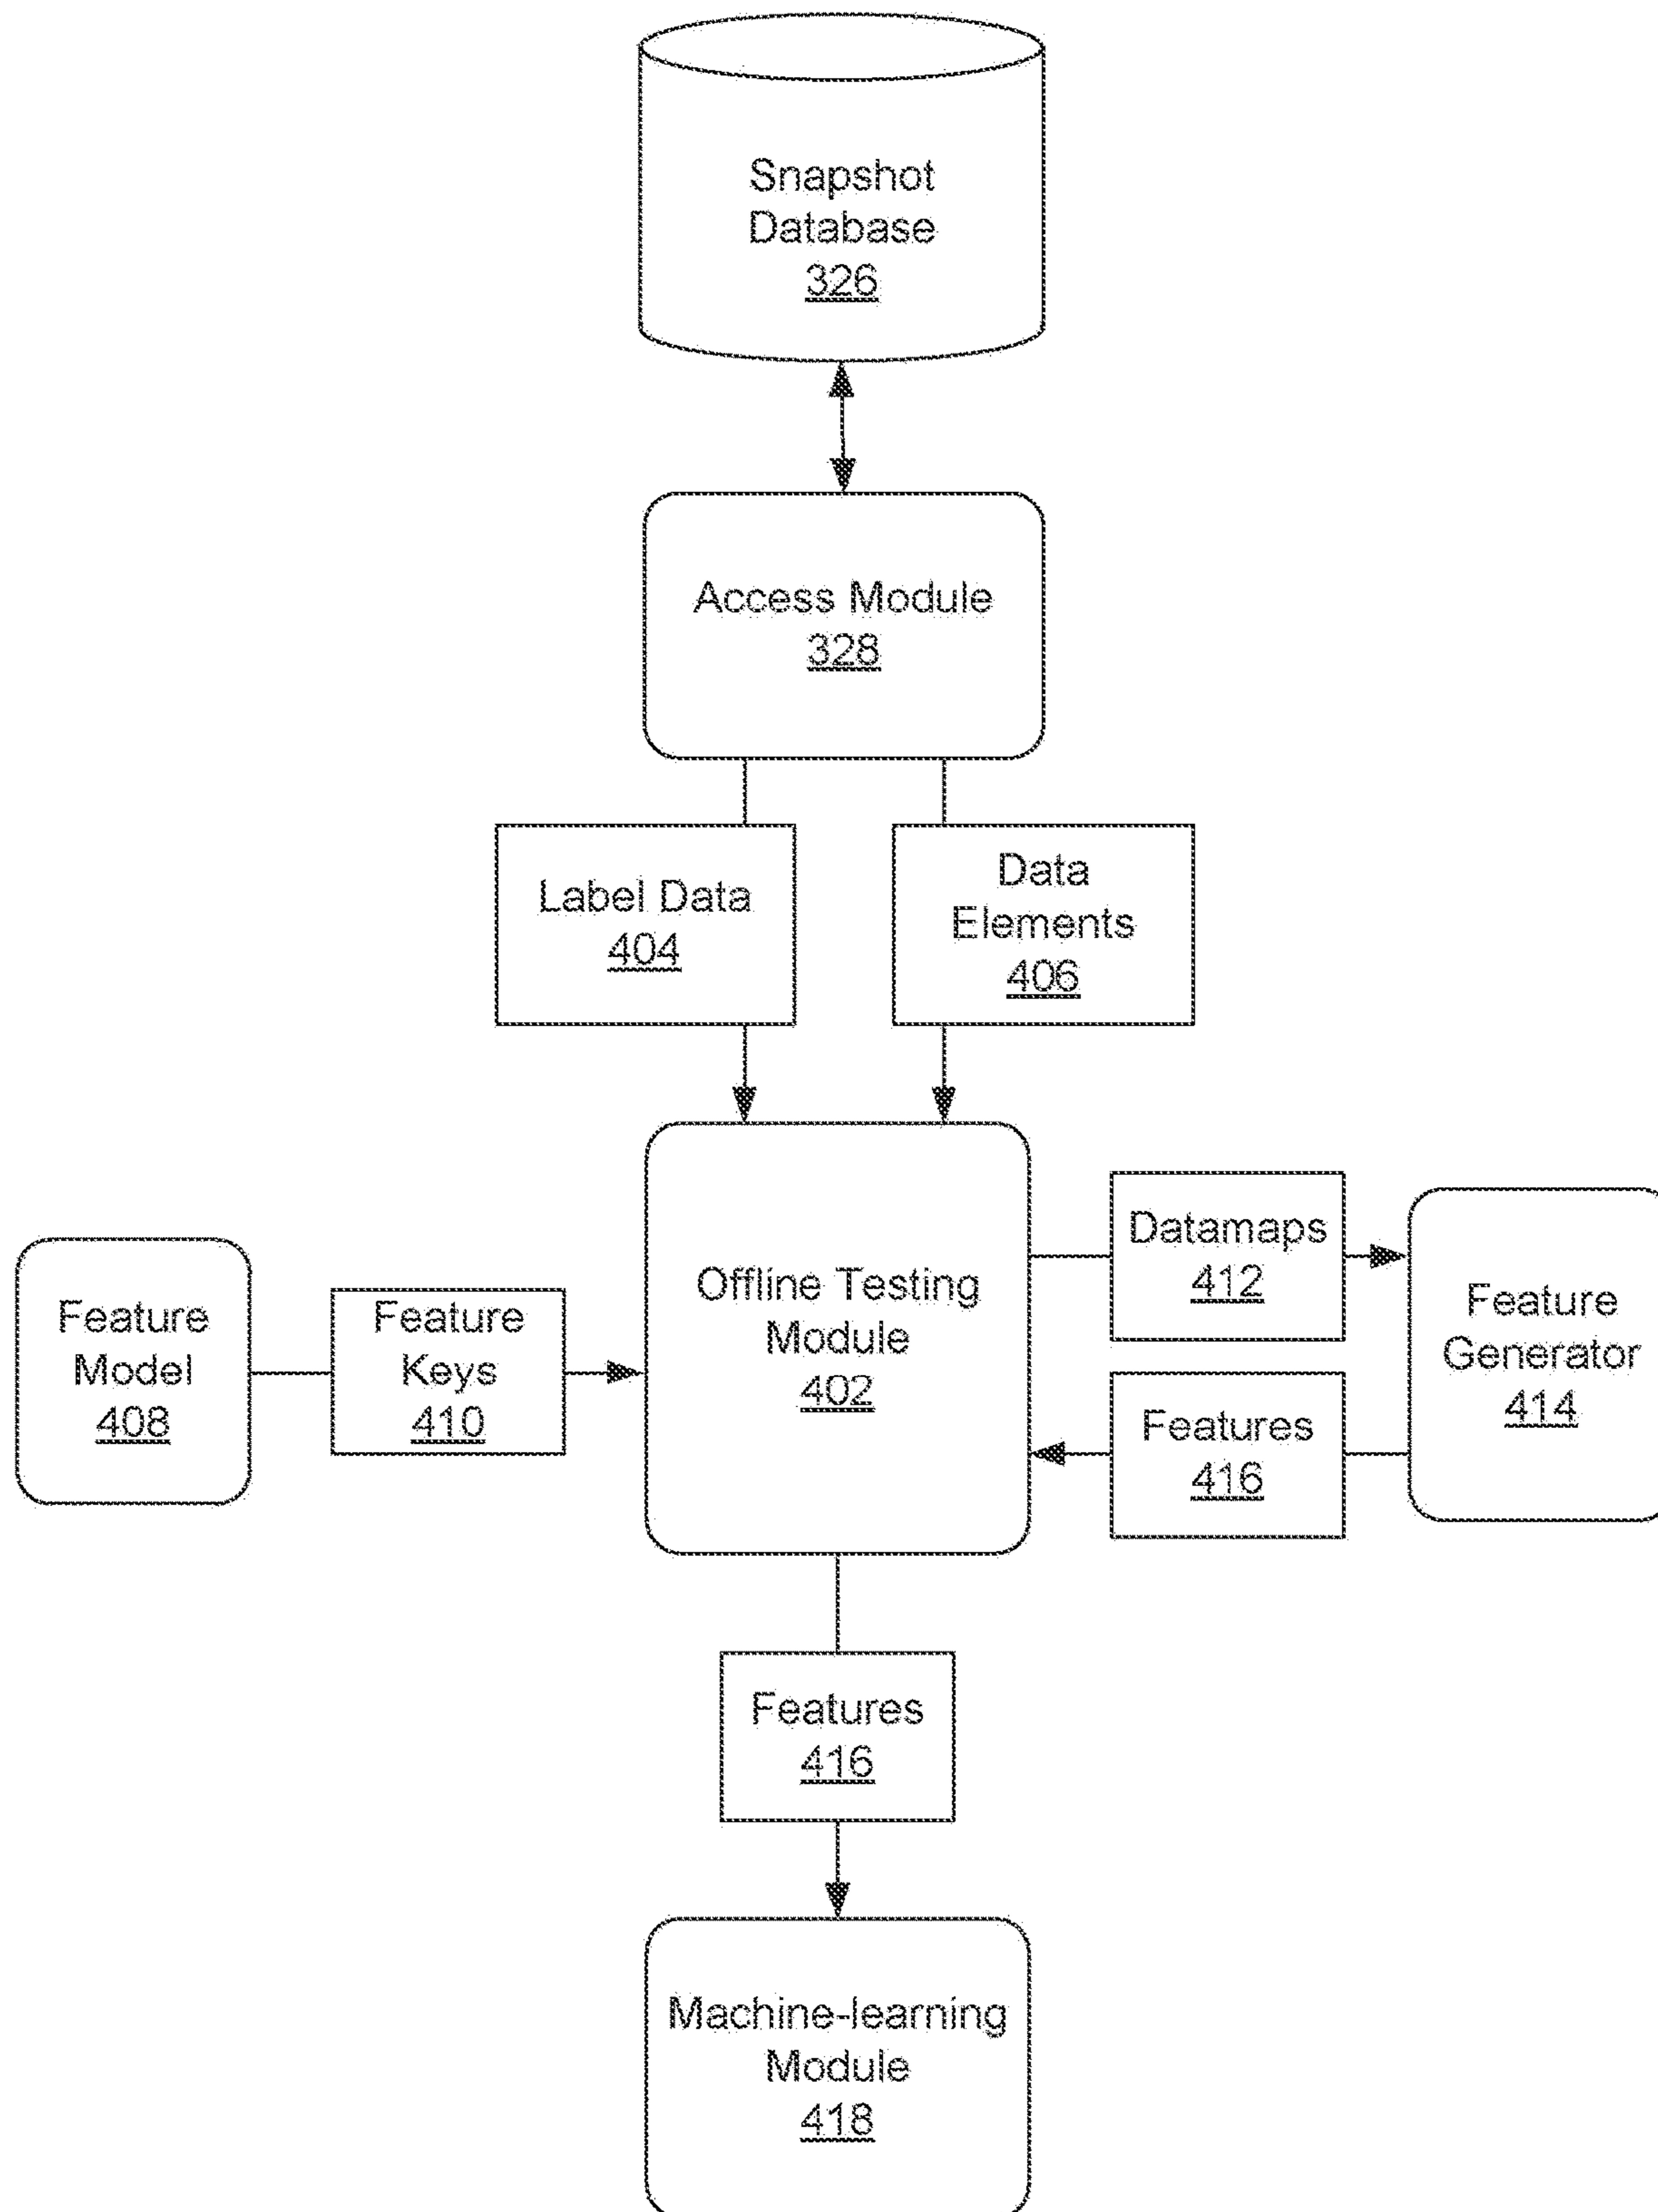 Snapshot
Database
326
Access Module
328
Label Data
404
Data
Elements
406
Feature
Model
408
Feature
Keys
410
Offline Testing
Module
402
Datamaps
412
Features
416
Feature
Generator
414
Features
416
Machine-learning
Module
418